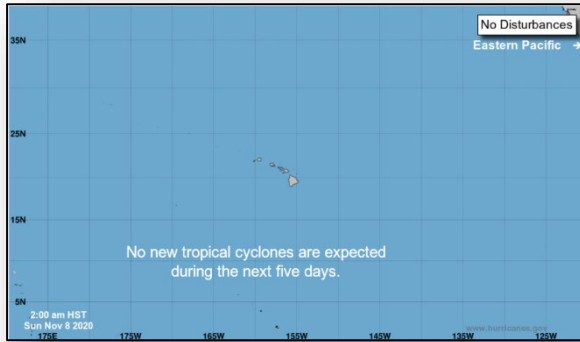 No Disturbances
35N
Eastern Pacific →
25N
15N
No new tropical cyclones are expected
during the next five days.
5N
2:00 am HST
Sun Nov 8 2020
www.hurricanes.gov
175E 175W 165W 155W 145W 135W 125W